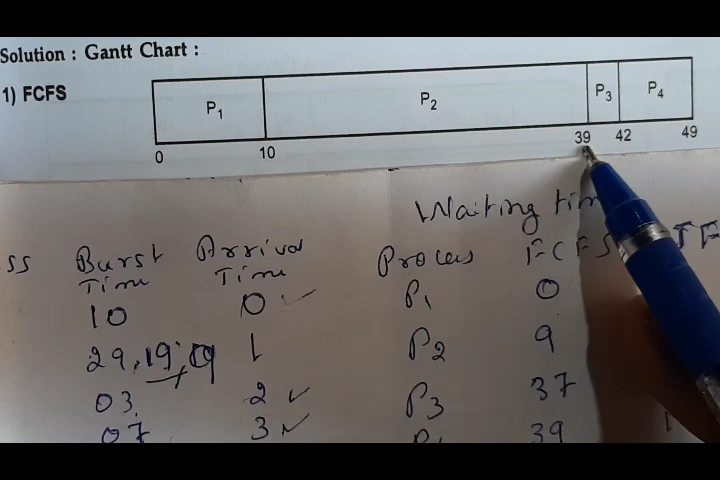 Solution : Gantt Chart :
1) FCFS
P1 P2 P3 P4
0 10 39 42 49
Waiting tim
ss Burst Time Arrival Time Process FCFS
10 0 P1 0
29, 19, 09 1 P2 9
03 2 P3 37
07 3 39